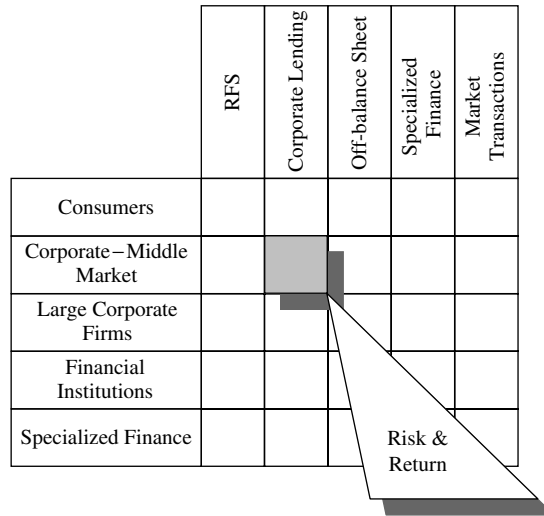 RFS
Corporate Lending
Off-balance Sheet
Specialized
Finance
Market
Transactions
Consumers
Corporate−Middle
Market
Large Corporate
Firms
Financial
Institutions
Specialized Finance
Risk &
Return